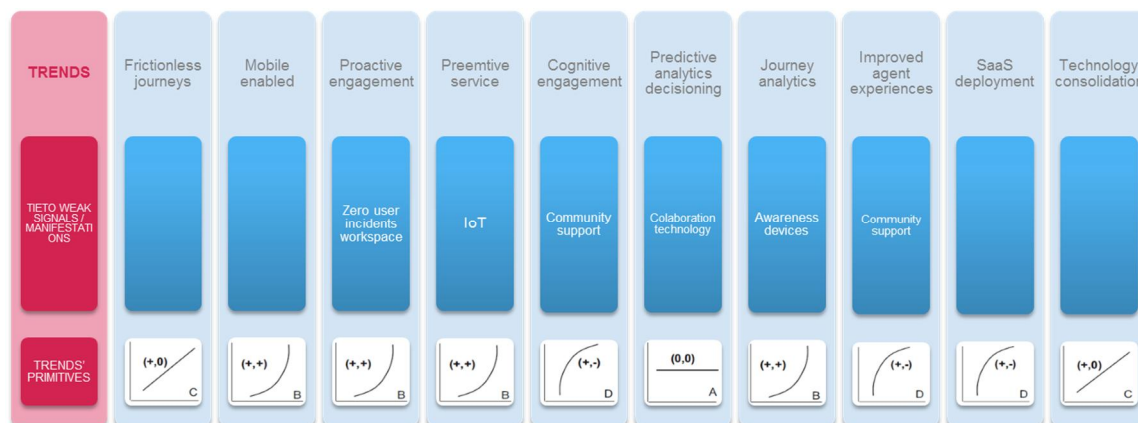 TRENDS
Frictionless
journeys
Mobile
enabled
Proactive
engagement
Preemtive
service
Cognitive
engagement
Predictive
analytics
decisioning
Journey
analytics
Improved
agent
experiences
SaaS
deployment
Technology
consolidation
TIETO WEAK
SIGNALS /
MANIFESTATI
ONS
Zero user
incidents
workspace
IoT
Community
support
Colaboration
technology
Awareness
devices
Community
support
TRENDS'
PRIMITIVES
(+,0)
C
(+,+)
B
(+,+)
B
(+,+)
B
(+,-)
D
(0,0)
A
(+,+)
B
(+,-)
D
(+,-)
D
(+,0)
C